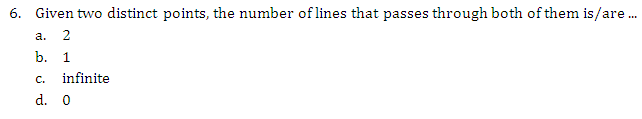 6. Given two distinct points, the number of lines that passes through both of them is/are ...
a. 2
b. 1
c. infinite
d. 0